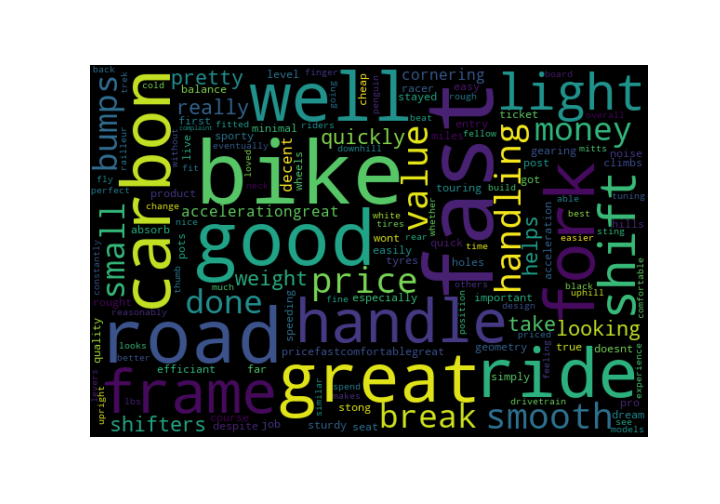 back
finger
going
cheap
penguin
board
trek
cold
level
easy
rough
cornering
bumps
carbon
pretty
balance
well
racer
light
really
first
fitted
stayed
beat
entry
ticket
overall
sporty
minimal
riders
miles
fellow
money
quickly
eventually
without
complaint
live
downhill
fast
value
handling
gearing
mitts
noise
climbs
fly
fit
bike
decent
loved
wheels
neck
post
touring
build
got
perfect
product
change
nice
small
accelerationgreat
white
tires
whether
quick
time
fork
able
tuning
best
hills
sting
easier
shift
helps
acceleration
absorb
pots
good
wont
rear
easily
tyres
holes
others
black
uphill
comfortable
constantly
thumb
much
weight
price
fine
especially
important
design
position
rought
reasonably
done
speeding
handle
take
looking
priced
road
quality
looks
better
pricefastcomfortablegreat
geometry
true
doesnt
feeling
experience
efficiant
far
great
ride
simply
frame
levers
upright
lbs
similar
spend
makes
stong
drivetrain
break
smooth
pro
dream
shifters
course
despite
job
sturdy
seat
see
models